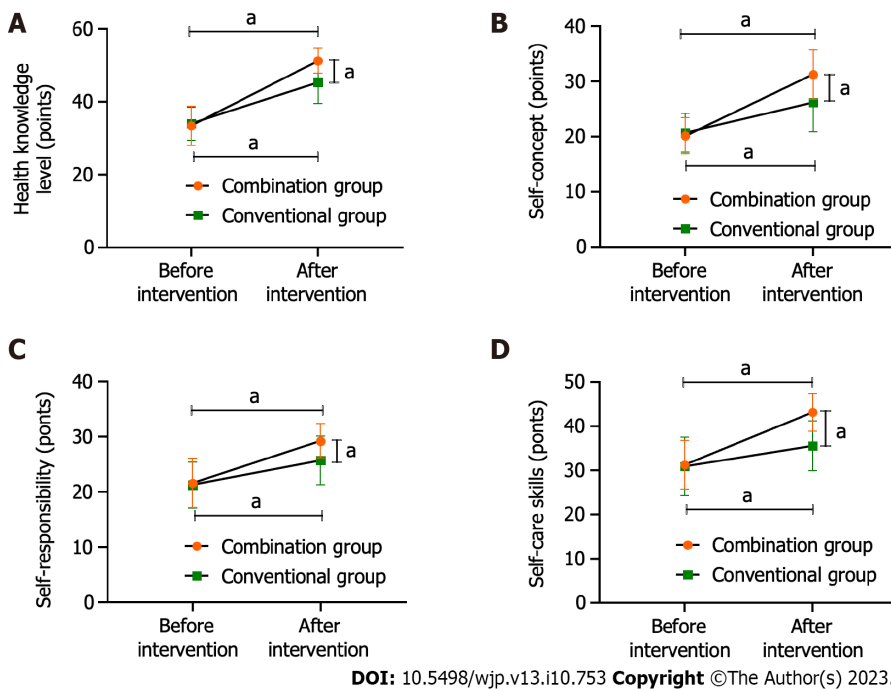 A
Health knowledge
level (points)
60
40
20
0
a
a
a
Combination group
Conventional group
Before
intervention
After
intervention
B
Self-concept (points)
40
30
20
10
0
a
a
a
Combination group
Conventional group
Before
intervention
After
intervention
C
Self-responsibility (ponts)
40
30
20
10
0
a
a
a
Combination group
Conventional group
Before
intervention
After
intervention
D
Self-care skills (ponts)
50
40
30
20
10
0
a
a
a
Combination group
Conventional group
Before
intervention
After
intervention
DOI: 10.5498/wjp.v13.i10.753 Copyright ©The Author(s) 2023.